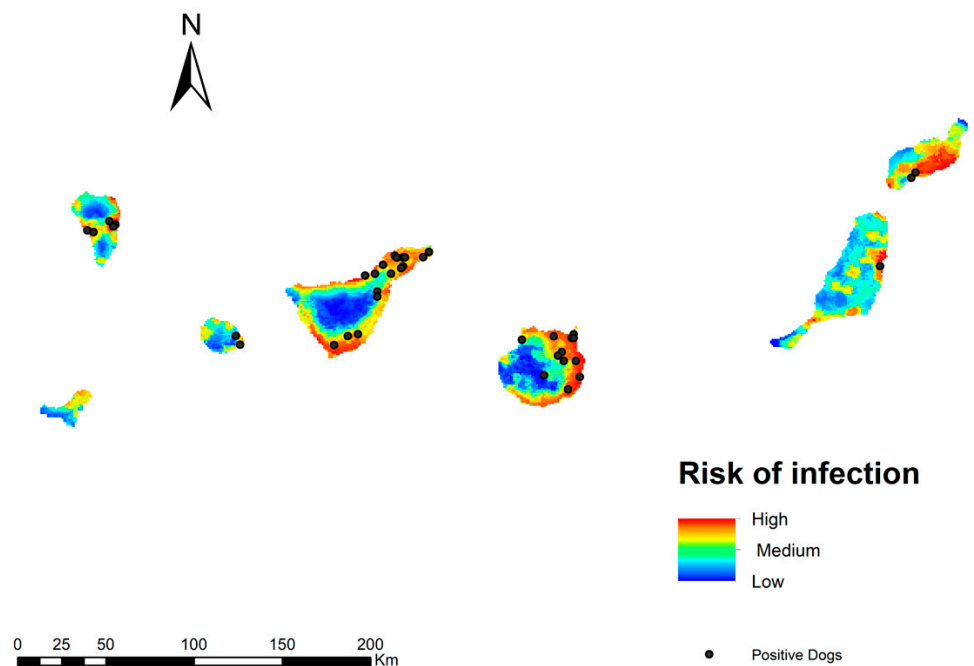 N
Risk of infection
High
Medium
Low
0 25 50 100 150 200
Km
Positive Dogs